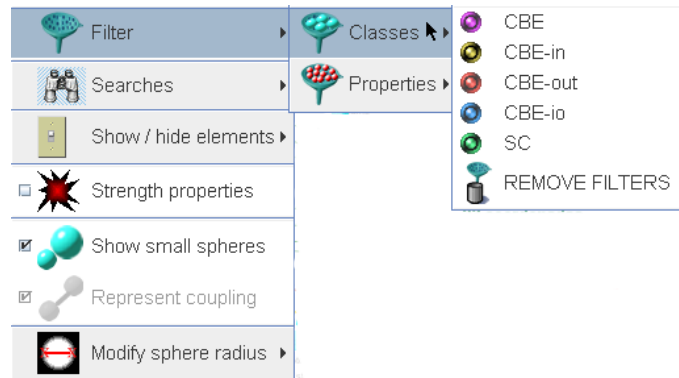 Filter
Searches
Show / hide elements
Strength properties
Show small spheres
Represent coupling
Modify sphere radius
Classes
Properties
CBE
CBE-in
CBE-out
CBE-io
SC
REMOVE FILTERS